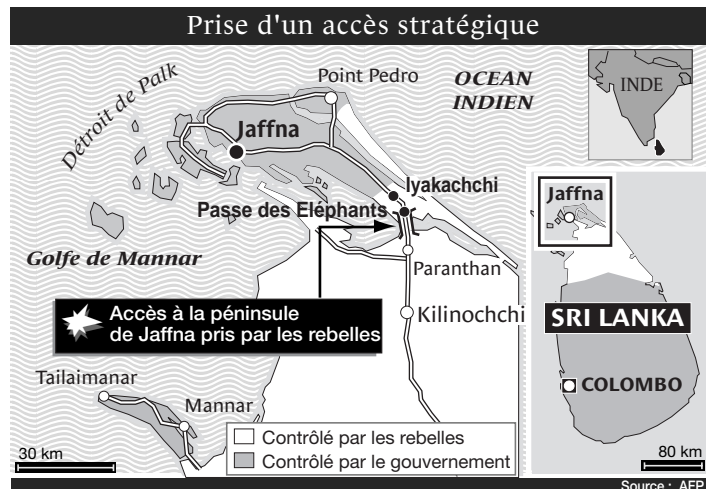 Prise d'un accès stratégique
Détroit de Palk
Point Pedro
OCEAN
INDIEN
INDE
Jaffna
Iyakachchi
Passe des Eléphants
Golfe de Mannar
Paranthan
Accès à la péninsule
de Jaffna pris par les rebelles
Kilinochchi
Tailaimanar
Mannar
30 km
Contrôlé par les rebelles
Contrôlé par le gouvernement
Jaffna
SRI LANKA
COLOMBO
80 km
Source : AFP